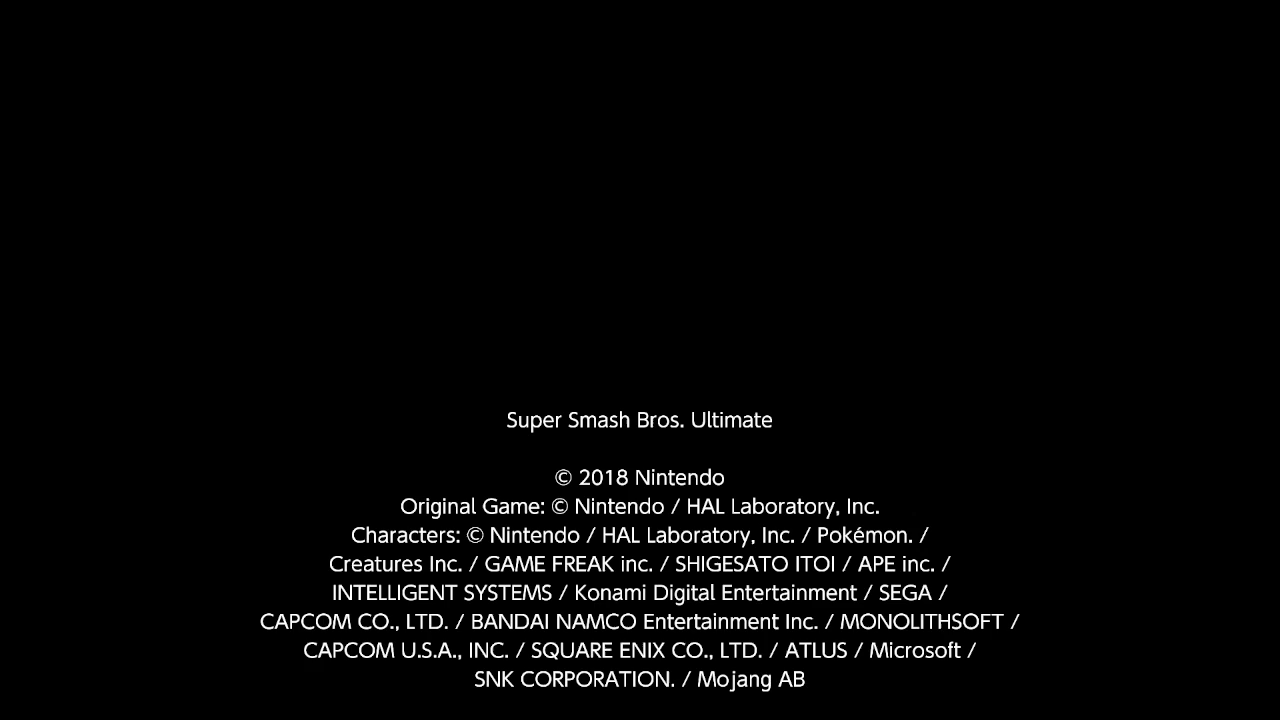 Super Smash Bros. Ultimate
© 2018 Nintendo
Original Game: © Nintendo / HAL Laboratory, Inc.
Characters: © Nintendo / HAL Laboratory, Inc. / Pokémon. /
Creatures Inc. / GAME FREAK inc. / SHIGESATO ITOI / APE inc. /
INTELLIGENT SYSTEMS / Konami Digital Entertainment / SEGA /
CAPCOM CO., LTD. / BANDAI NAMCO Entertainment Inc. / MONOLITHSOFT /
CAPCOM U.S.A., INC. / SQUARE ENIX CO., LTD. / ATLUS / Microsoft /
SNK CORPORATION. / Mojang AB